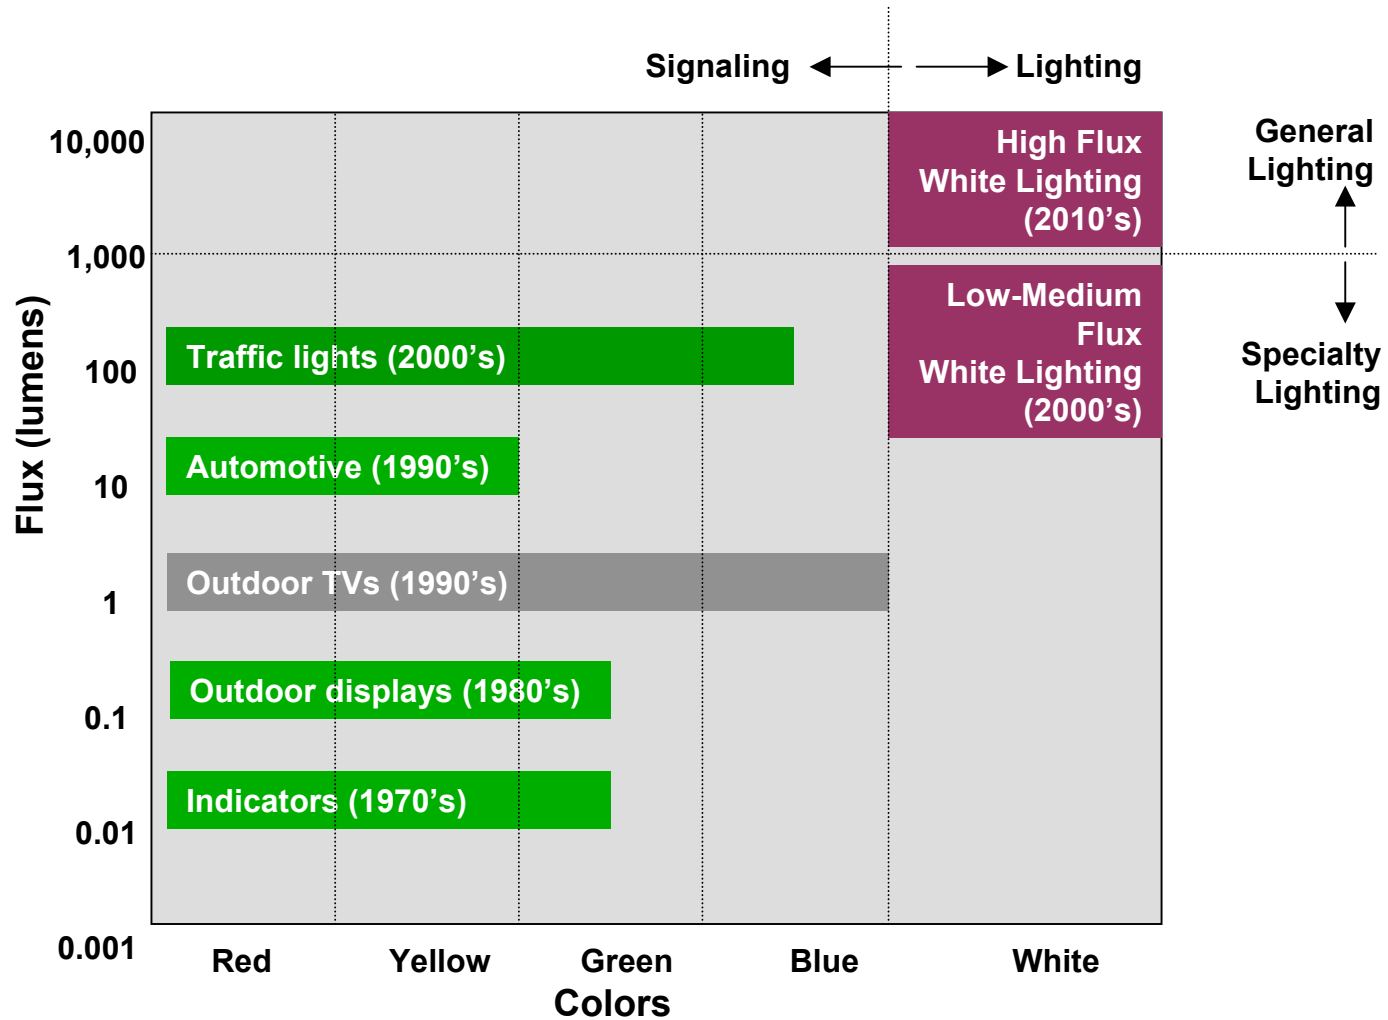 Signaling
Lighting
10,000
1,000
100
10
1
0.1
0.01
0.001
Flux (lumens)
High Flux
White Lighting
(2010’s)
General
Lighting
Low-Medium
Flux
White Lighting
(2000’s)
Specialty
Lighting
Traffic lights (2000’s)
Automotive (1990’s)
Outdoor TVs (1990’s)
Outdoor displays (1980’s)
Indicators (1970’s)
Red
Yellow
Green
Blue
White
Colors